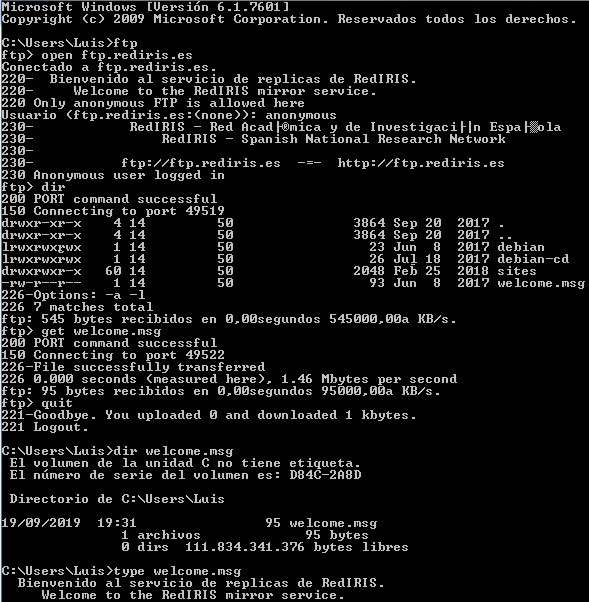 Microsoft Windows [Versión 6.1.7601]
Copyright (c) 2009 Microsoft Corporation. Reservados todos los derechos.
C:\Users\Luis>ftp
ftp> open ftp.rediris.es
Conectado a ftp.rediris.es.
220-  Bienvenido al servicio de replicas de RedIRIS.
220-     Welcome to the RedIRIS mirror service.
220 Only anonymous FTP is allowed here
Usuario (ftp.rediris.es:(none)): anonymous
230-            RedIRIS - Red Acad├®mica y de Investigaci├│n Espa├▒ola
230-                RedIRIS - Spanish National Research Network
230-
230-           ftp://ftp.rediris.es  -=-  http://ftp.rediris.es
230 Anonymous user logged in
ftp> dir
200 PORT command successful
150 Connecting to port 49519
drwxr-xr-x    4 14         50               3864 Sep 20  2017 .
drwxr-xr-x    4 14         50               3864 Sep 20  2017 ..
lrwxrwxrwx    1 14         50                 23 Jun  8  2017 debian
lrwxrwxrwx    1 14         50                 26 Jul 18  2017 debian-cd
drwxrwxr-x   60 14         50               2048 Feb 25  2018 sites
-rw-r--r--    1 14         50                 93 Jun  8  2017 welcome.msg
226-Options: -a -l
226 7 matches total
ftp: 545 bytes recibidos en 0,00segundos 545000,00a KB/s.
ftp> get welcome.msg
200 PORT command successful
150 Connecting to port 49522
226-File successfully transferred
226 0.000 seconds (measured here), 1.46 Mbytes per second
ftp: 95 bytes recibidos en 0,00segundos 95000,00a KB/s.
ftp> quit
221-Goodbye. You uploaded 0 and downloaded 1 kbytes.
221 Logout.
C:\Users\Luis>dir welcome.msg
 El volumen de la unidad C no tiene etiqueta.
 El número de serie del volumen es: D84C-2A8D
 Directorio de C:\Users\Luis
19/09/2019  19:31                95 welcome.msg
               1 archivos             95 bytes
               0 dirs  111.834.341.376 bytes libres
C:\Users\Luis>type welcome.msg
  Bienvenido al servicio de replicas de RedIRIS.
     Welcome to the RedIRIS mirror service.